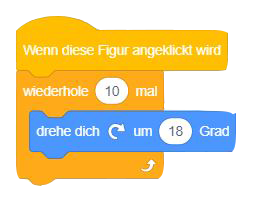 Wenn diese Figur angeklickt wird
wiederhole 10 mal
drehe dich um 18 Grad